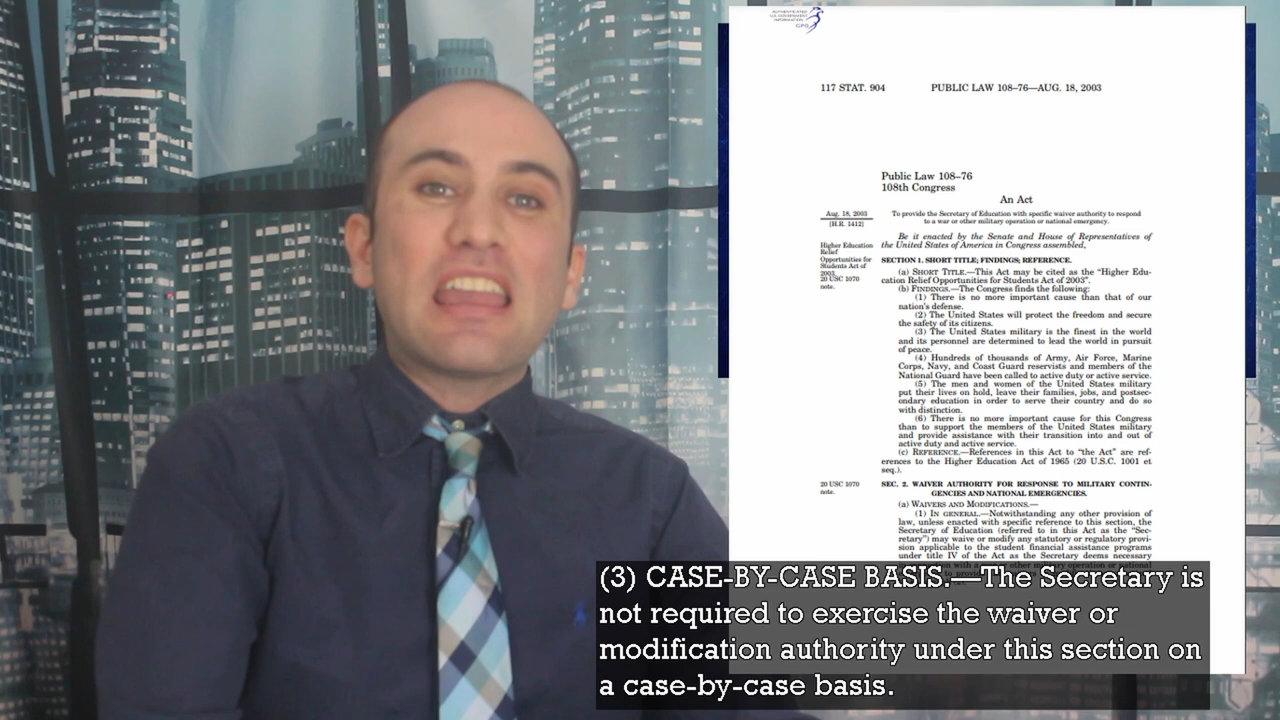 AUTHENTICATED
U.S. GOVERNMENT
INFORMATION
GPO
117 STAT. 904
PUBLIC LAW 108–76—AUG. 18, 2003
Public Law 108–76
108th Congress
An Act
Aug. 18, 2003
[H.R. 1412]
To provide the Secretary of Education with specific waiver authority to respond
to a war or other military operation or national emergency.
Be it enacted by the Senate and House of Representatives of
the United States of America in Congress assembled,
Higher Education
Relief
Opportunities for
Students Act of
2003.
20 USC 1070
note.
SECTION 1. SHORT TITLE; FINDINGS; REFERENCE.
(a) SHORT TITLE.—This Act may be cited as the “Higher Edu-
cation Relief Opportunities for Students Act of 2003”.
(b) FINDINGS.—The Congress finds the following:
(1) There is no more important cause than that of our
nation’s defense.
(2) The United States will protect the freedom and secure
the safety of its citizens.
(3) The United States military is the finest in the world
and its personnel are determined to lead the world in pursuit
of peace.
(4) Hundreds of thousands of Army, Air Force, Marine
Corps, Navy, and Coast Guard reservists and members of the
National Guard have been called to active duty or active service.
(5) The men and women of the United States military
put their lives on hold, leave their families, jobs, and postsec-
ondary education in order to serve their country and do so
with distinction.
(6) There is no more important cause for this Congress
than to support the members of the United States military
and provide assistance with their transition into and out of
active duty and active service.
(c) REFERENCE.—References in this Act to “the Act” are ref-
erences to the Higher Education Act of 1965 (20 U.S.C. 1001 et
seq.).
20 USC 1070
note.
SEC. 2. WAIVER AUTHORITY FOR RESPONSE TO MILITARY CONTIN-
GENCIES AND NATIONAL EMERGENCIES.
(a) WAIVERS AND MODIFICATIONS.—
(1) IN GENERAL.—Notwithstanding any other provision of
law, unless enacted with specific reference to this section, the
Secretary of Education (referred to in this Act as the “Sec-
retary”) may waive or modify any statutory or regulatory provi-
sion applicable to the student financial assistance programs
under title IV of the Act as the Secretary deems necessary
(3) CASE-BY-CASE BASIS.—The Secretary is
not required to exercise the waiver or
modification authority under this section on
a case-by-case basis.